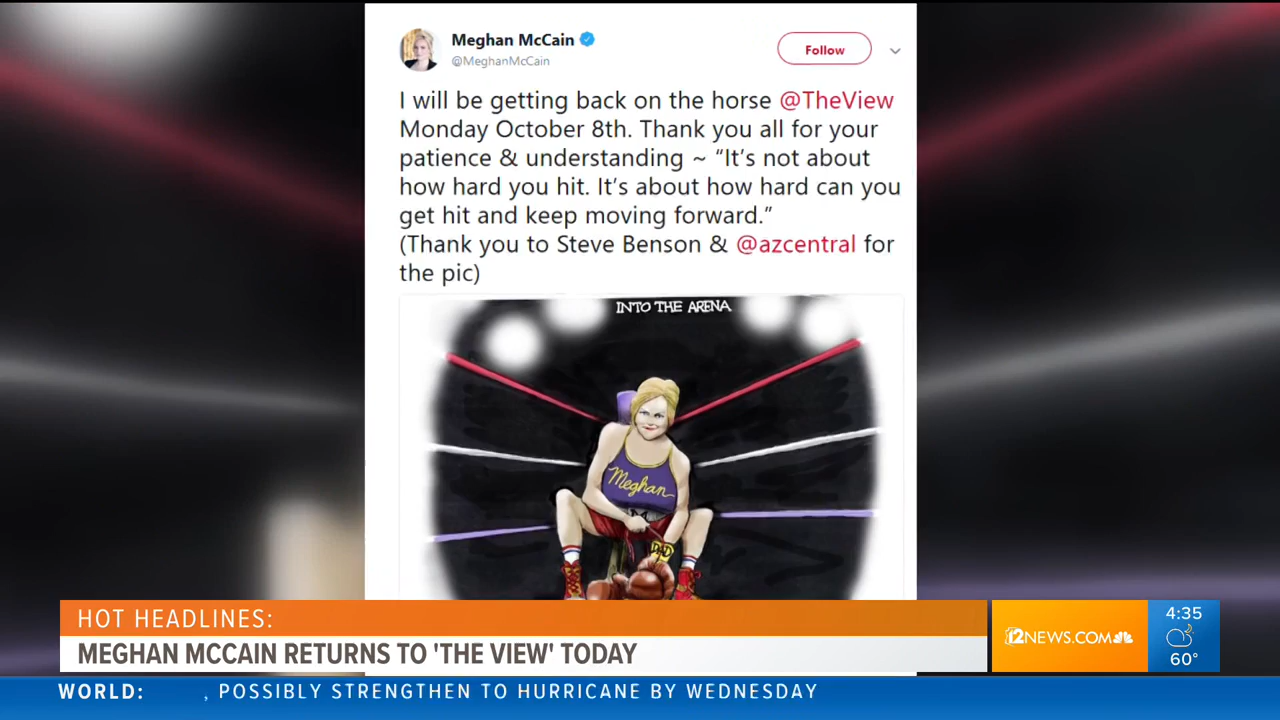 Meghan McCain
@MeghanMcCain
Follow
I will be getting back on the horse @TheView
Monday October 8th. Thank you all for your
patience & understanding ~ “It’s not about
how hard you hit. It’s about how hard can you
get hit and keep moving forward.”
(Thank you to Steve Benson & @azcentral for
the pic)
INTO THE ARENA
Meghan
DAD
HOT HEADLINES:
MEGHAN MCCAIN RETURNS TO 'THE VIEW' TODAY
12NEWS.COM
4:35
60°
WORLD: , POSSIBLY STRENGTHEN TO HURRICANE BY WEDNESDAY